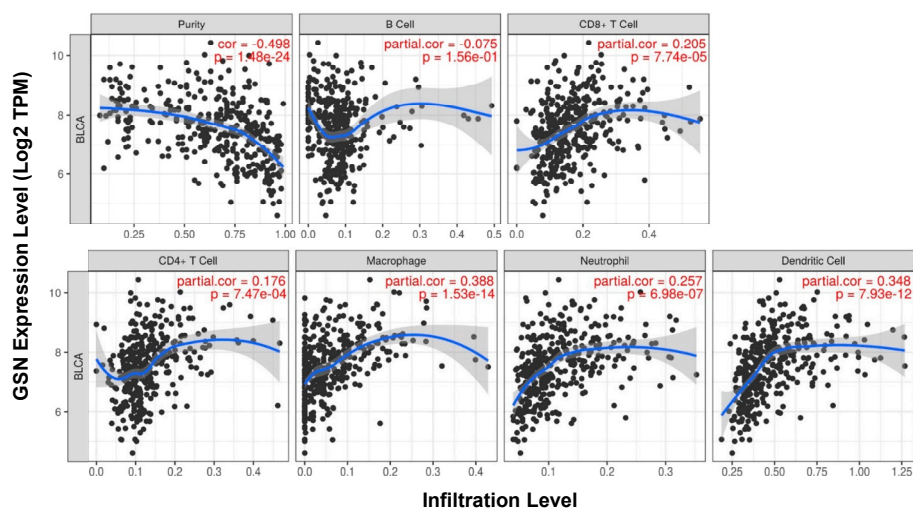 GSN Expression Level (Log2 TPM)
Purity
B Cell
CD8+ T Cell
BLCA
10
8
6
cor = -0.498
p = 1.48e-24
partial.cor = -0.075
p = 1.56e-01
partial.cor = 0.205
p = 7.74e-05
0.25 0.50 0.75 1.00
0.0 0.1 0.2 0.3 0.4 0.5
0.0 0.2 0.4
CD4+ T Cell
Macrophage
Neutrophil
Dendritic Cell
BLCA
10
8
6
partial.cor = 0.176
p = 7.47e-04
partial.cor = 0.388
p = 1.53e-14
partial.cor = 0.257
p = 6.98e-07
partial.cor = 0.348
p = 7.93e-12
0.0 0.1 0.2 0.3 0.4
0.0 0.1 0.2 0.3 0.4
0.1 0.2 0.3
0.25 0.50 0.75 1.00 1.25
Infiltration Level